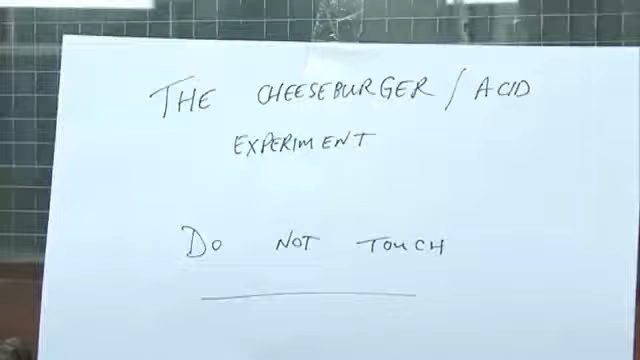 THE CHEESEBURGER / ACID
EXPERIMENT
DO NOT TOUCH